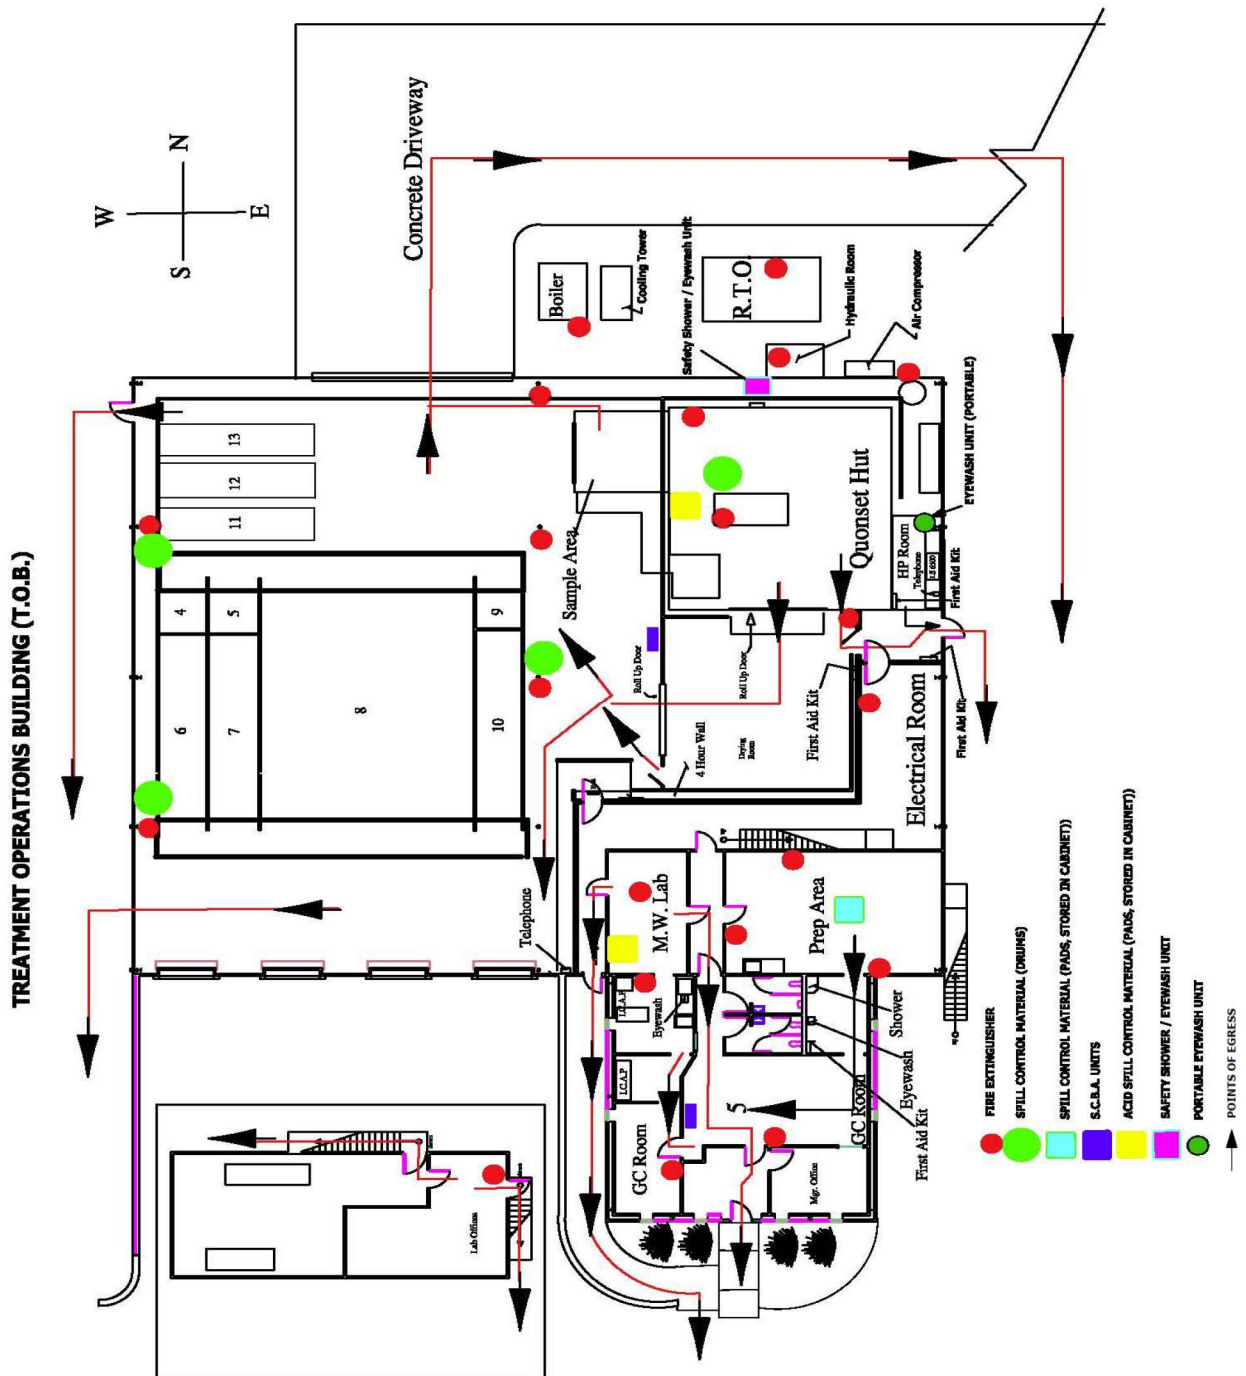 TREATMENT OPERATIONS BUILDING (T.O.B.)
W
N
S
E
Concrete Driveway
Boiler
Cooling Tower
Safety Shower / Eyewash Unit
R.T.O.
Hydraulic Room
Air Compressor
EYEWASH UNIT (PORTABLE)
13
12
11
4
5
9
6
7
8
10
Sample Area
Quonset Hut
HP Room
Telephone
LS 6500
First Aid Kit
Roll Up Door
Roll Up Door
4 Hour Wall
Drying
Room
First Aid Kit
Electrical Room
First Aid Kit
Telephone
M.W. Lab
Prep Area
I.C.A.P
Eyewash
I.C.A.P
Shower
Eyewash
First Aid Kit
GC Room
5
GC Room
Mgr. Office
Lab Offices
FIRE EXTINGUISHER
SPILL CONTROL MATERIAL (DRUMS)
SPILL CONTROL MATERIAL (PADS, STORED IN CABINET))
S.C.B.A. UNITS
ACID SPILL CONTROL MATERIAL (PADS, STORED IN CABINET))
SAFETY SHOWER / EYEWASH UNIT
PORTABLE EYEWASH UNIT
POINTS OF EGRESS